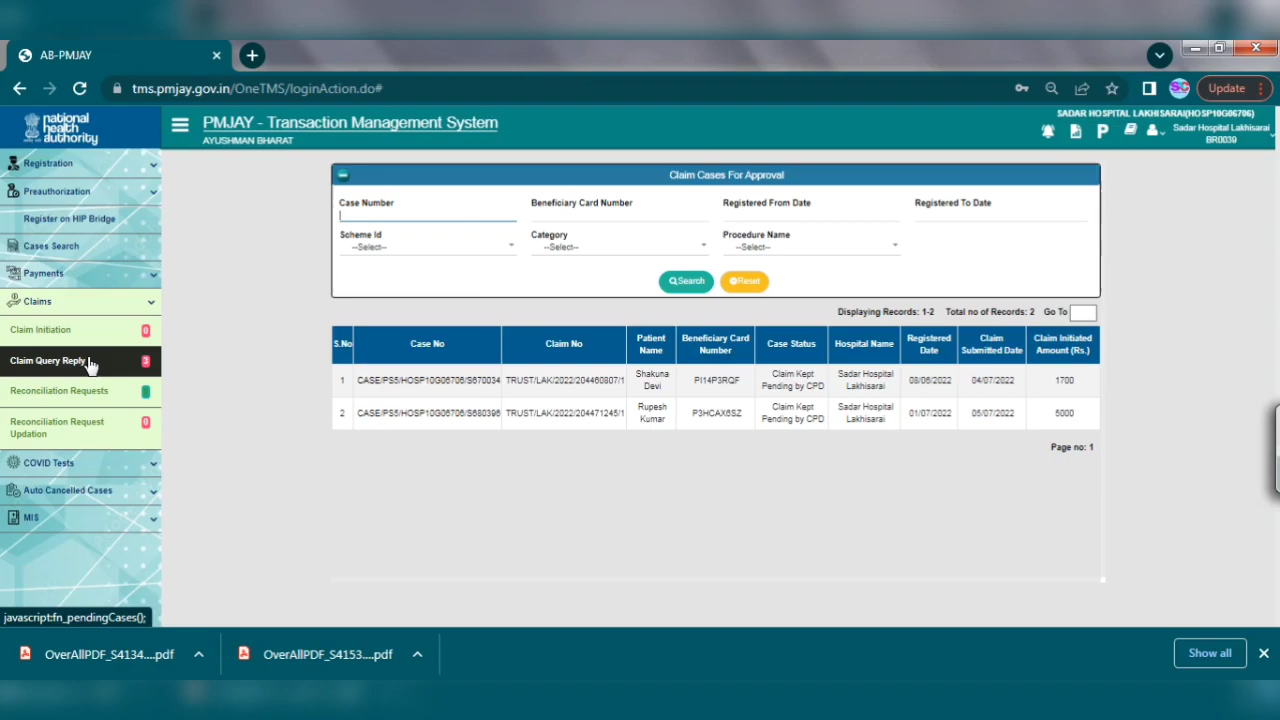 AB-PMJAY
tms.pmjay.gov.in/OneTMS/loginAction.do#
Update
national
health
authority
PMJAY - Transaction Management System
AYUSHMAN BHARAT
SADAR HOSPITAL LAKHISARAI(HOSP10G06706)
Sadar Hospital Lakhisarai
BR0039
Registration
Preauthorization
Register on HIP Bridge
Cases Search
Payments
Claims
Claim Initiation 0
Claim Query Reply 3
Reconciliation Requests
Reconciliation Request
Updation 0
COVID Tests
Auto Cancelled Cases
MIS
javascript:fn_pendingCases();
Claim Cases For Approval
Case Number Beneficiary Card Number Registered From Date Registered To Date
Scheme Id Category Procedure Name
--Select-- --Select-- --Select--
Search Reset
Displaying Records: 1-2 Total no of Records: 2 Go To
S.No Case No Claim No Patient Name Beneficiary Card Number Case Status Hospital Name Registered Date Claim Submitted Date Claim Initiated Amount (Rs.)
1 CASE/PS5/HOSP10G06706/S670034 TRUST/LAK/2022/204460807/1 Shakuna Devi PI14P3RQF Claim Kept Pending by CPD Sadar Hospital Lakhisarai 08/06/2022 04/07/2022 1700
2 CASE/PS5/HOSP10G06706/S680396 TRUST/LAK/2022/204471245/1 Rupesh Kumar P3HCAX6SZ Claim Kept Pending by CPD Sadar Hospital Lakhisarai 01/07/2022 05/07/2022 5000
Page no: 1
OverAllPDF_S4134....pdf
OverAllPDF_S4153....pdf
Show all